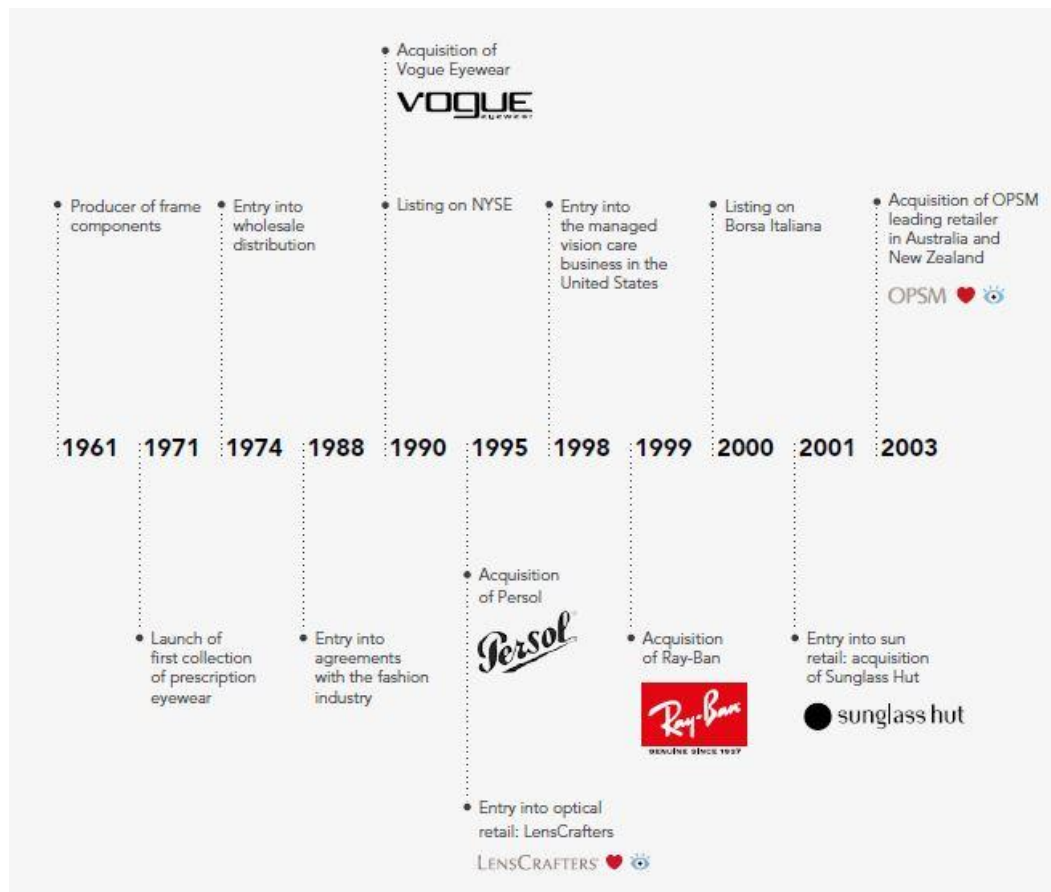 Acquisition of
Vogue Eyewear
VOGUE
eyewear
Producer of frame
components
Entry into
wholesale
distribution
Listing on NYSE
Entry into
the managed
vision care
business in the
United States
Listing on
Borsa Italiana
Acquisition of OPSM
leading retailer
in Australia and
New Zealand
OPSM
1961 1971 1974 1988 1990 1995 1998 1999 2000 2001 2003
Launch of
first collection
of prescription
eyewear
Entry into
agreements
with the fashion
industry
Acquisition
of Persol
Persol
Entry into optical
retail: LensCrafters
LENSCRAFTERS
Acquisition
of Ray-Ban
Ray-Ban
GENUINE SINCE 1937
Entry into sun
retail: acquisition
of Sunglass Hut
sunglass hut